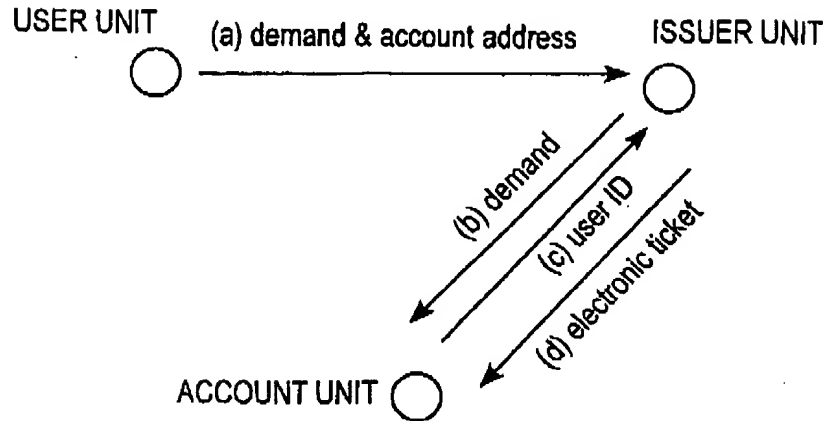 USER UNIT
(a) demand & account address
ISSUER UNIT
(b) demand
(c) user ID
(d) electronic ticket
ACCOUNT UNIT